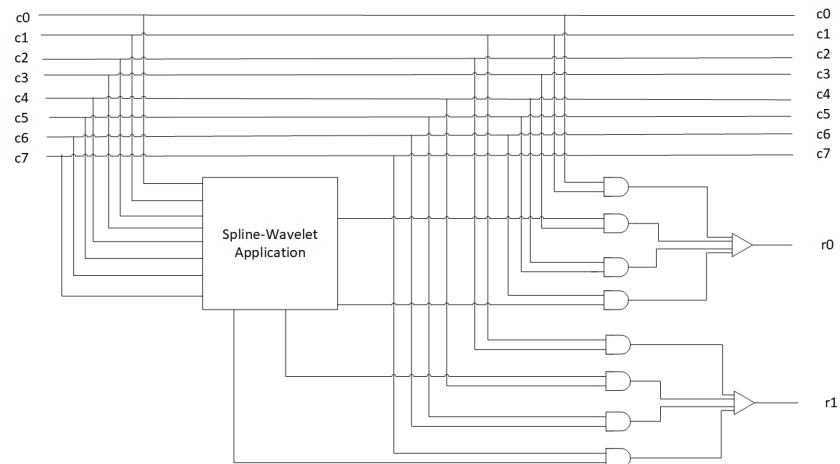 c0
c0
c1
c1
c2
c2
c3
c3
c4
c4
c5
c5
c6
c6
c7
c7
Spline-Wavelet
Application
r0
r1